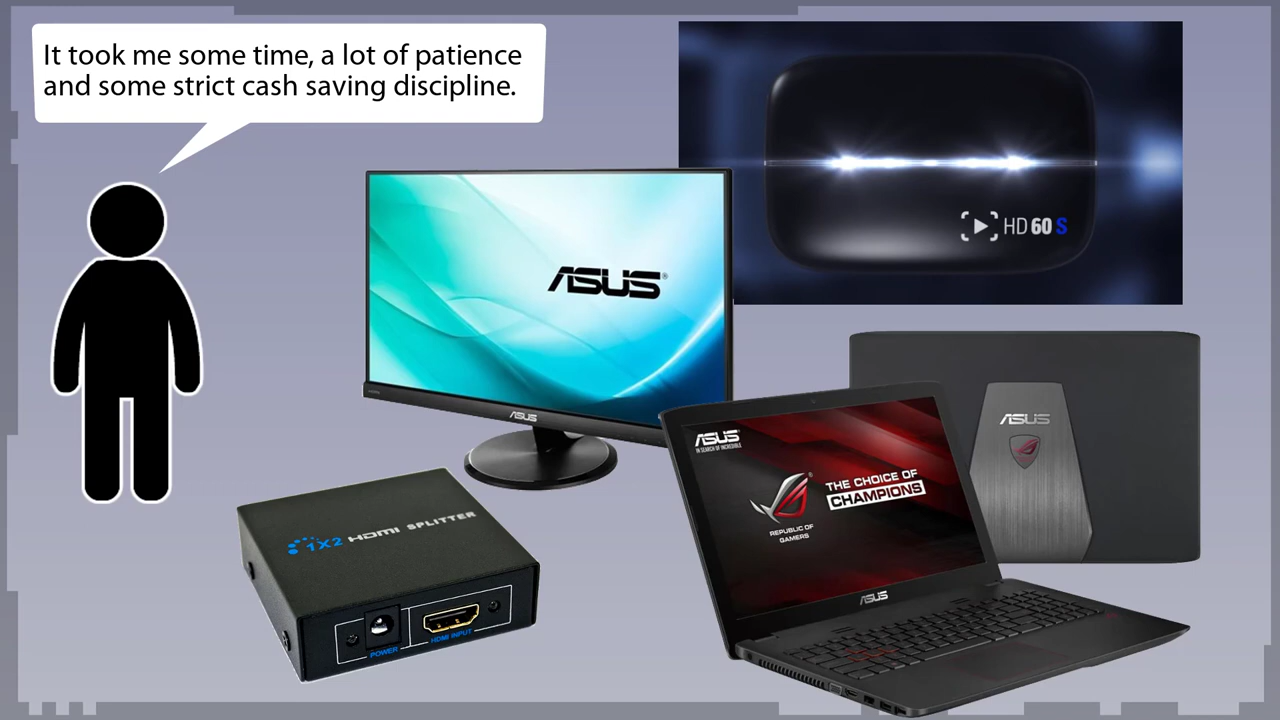 It took me some time, a lot of patience
and some strict cash saving discipline.
HD 60 S
ASUS
ASUS
ASUS
ASUS
IN SEARCH OF INCREDIBLE
THE CHOICE OF
CHAMPIONS
REPUBLIC OF
GAMERS
ASUS
1X2 HDMI SPLITTER
POWER
HDMI INPUT